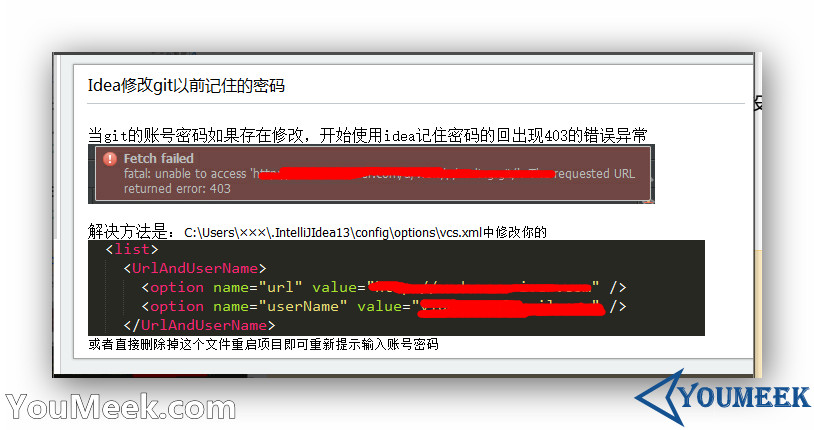 Idea修改git以前记住的密码
当git的账号密码如果存在修改，开始使用idea记住密码的回出现403的错误异常
Fetch failed
fatal: unable to access 'http requested URL
returned error: 403
解决方法是：C:\Users\×××\.IntelliJIdea13\config\options\vcs.xml中修改你的
<list>
<UrlAndUserName>
<option name="url" value=" " />
<option name="userName" value=" " />
</UrlAndUserName>
或者直接删除掉这个文件重启项目即可重新提示输入账号密码
YouMeek.com
YOUMEEK